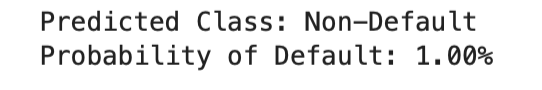 Predicted Class: Non-Default
Probability of Default: 1.00%